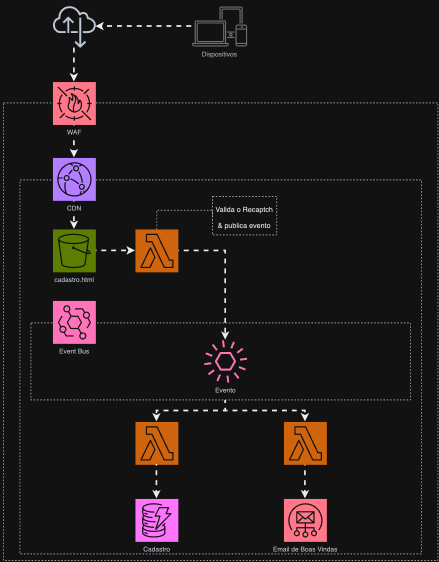 Dispositivos
WAF
CDN
Valida o Recaptch
& publica evento
cadastro.html
Event Bus
Evento
Cadastro
Email de Boas Vindas